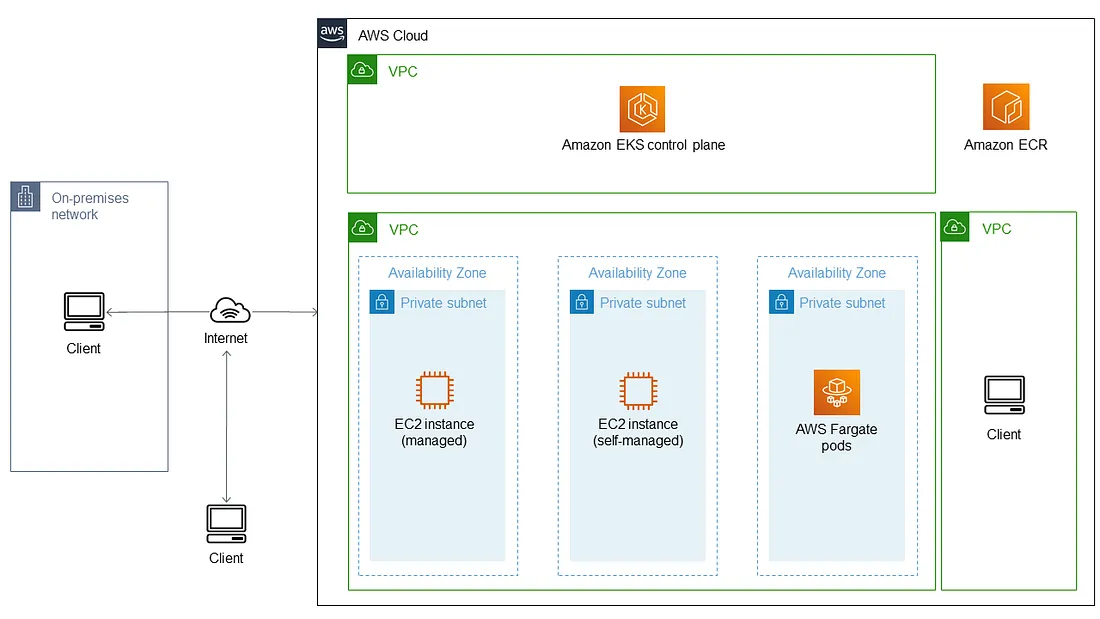 aws
AWS Cloud
VPC
K
Amazon EKS control plane
Amazon ECR
On-premises
network
Client
Internet
Client
VPC
Availability Zone
Private subnet
EC2 instance
(managed)
Availability Zone
Private subnet
EC2 instance
(self-managed)
Availability Zone
Private subnet
AWS Fargate
pods
VPC
Client